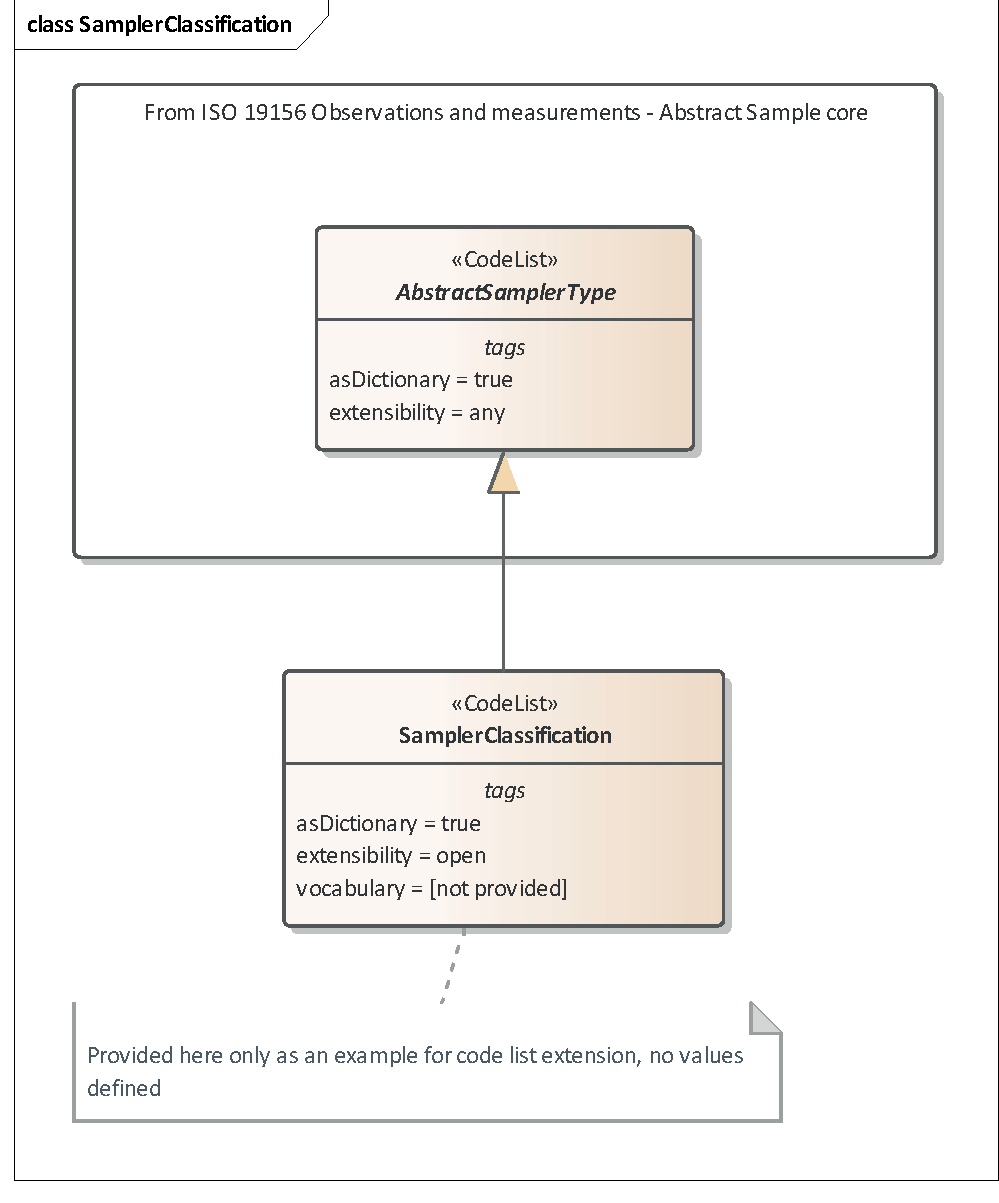 class SamplerClassification
From ISO 19156 Observations and measurements - Abstract Sample core
«CodeList»
AbstractSamplerType
tags
asDictionary = true
extensibility = any
«CodeList»
SamplerClassification
tags
asDictionary = true
extensibility = open
vocabulary = [not provided]
Provided here only as an example for code list extension, no values
defined